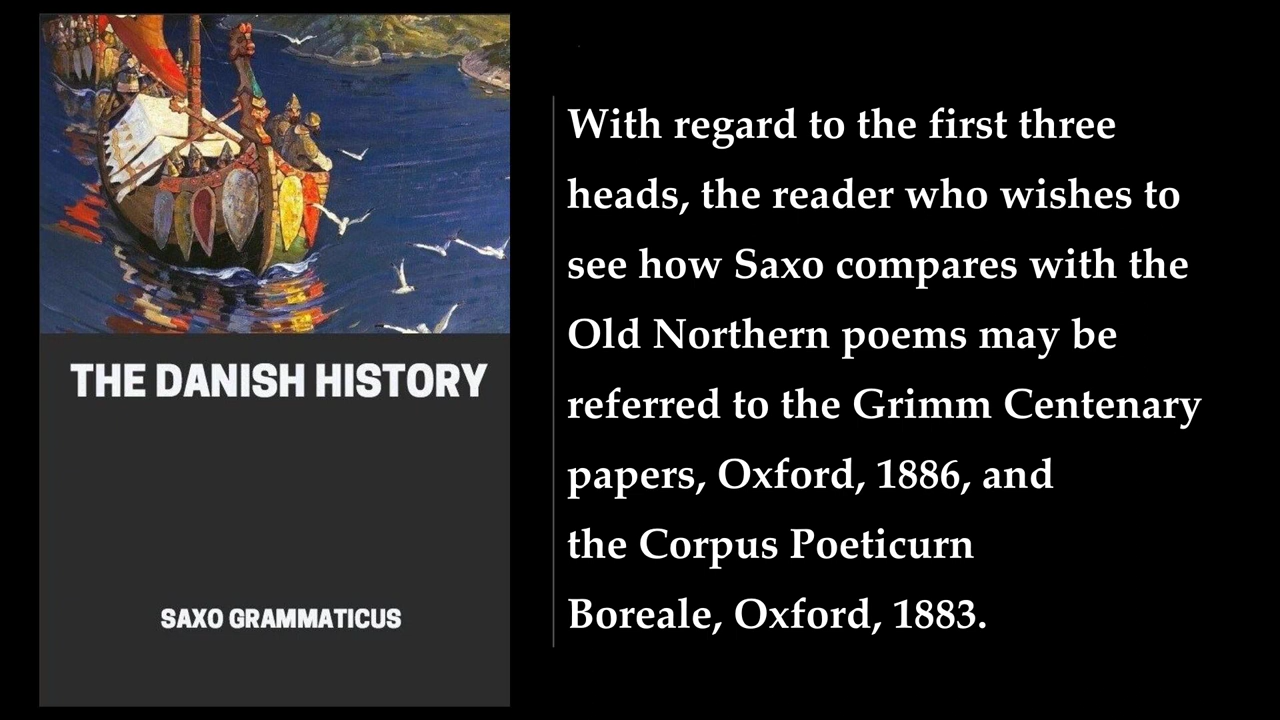 THE DANISH HISTORY
SAXO GRAMMATICUS
With regard to the first three
heads, the reader who wishes to
see how Saxo compares with the
Old Northern poems may be
referred to the Grimm Centenary
papers, Oxford, 1886, and
the Corpus Poeticurn
Boreale, Oxford, 1883.